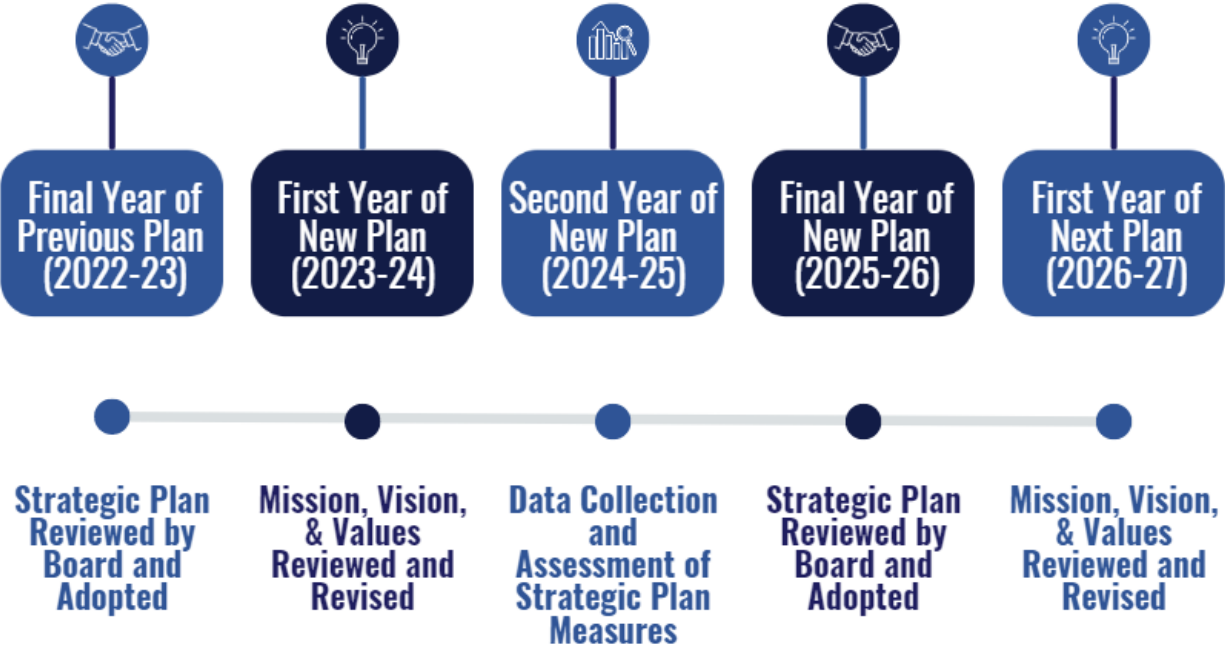 Final Year of
Previous Plan
(2022-23)
First Year of
New Plan
(2023-24)
Second Year of
New Plan
(2024-25)
Final Year of
New Plan
(2025-26)
First Year of
Next Plan
(2026-27)
Strategic Plan
Reviewed by
Board and
Adopted
Mission, Vision,
& Values
Reviewed and
Revised
Data Collection
and
Assessment of
Strategic Plan
Measures
Strategic Plan
Reviewed by
Board and
Adopted
Mission, Vision,
& Values
Reviewed and
Revised